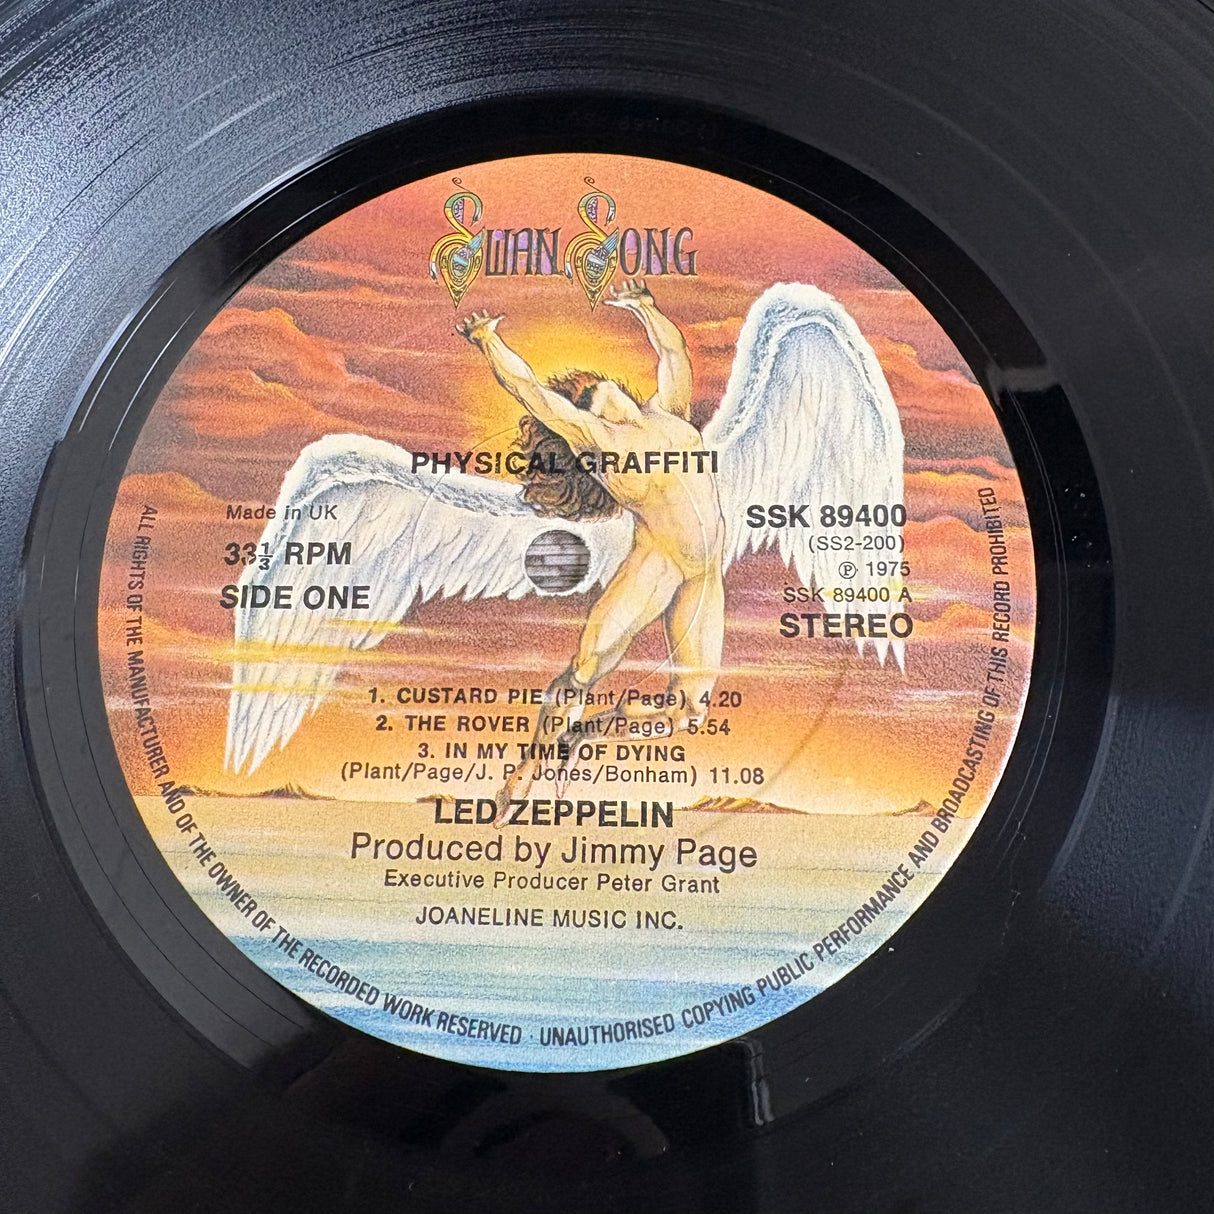 SWAN SONG
PHYSICAL GRAFFITI
Made in UK
33⅓ RPM
SIDE ONE
SSK 89400
(SS2-200)
℗ 1975
SSK 89400 A
STEREO
1. CUSTARD PIE (Plant/Page) 4.20
2. THE ROVER (Plant/Page) 5.54
3. IN MY TIME OF DYING
(Plant/Page/J. P. Jones/Bonham) 11.08
LED ZEPPELIN
Produced by Jimmy Page
Executive Producer Peter Grant
JOANELINE MUSIC INC.
ALL RIGHTS OF THE MANUFACTURER AND OF THE OWNER OF THE RECORDED WORK RESERVED · UNAUTHORISED COPYING PUBLIC PERFORMANCE AND BROADCASTING OF THIS RECORD PROHIBITED